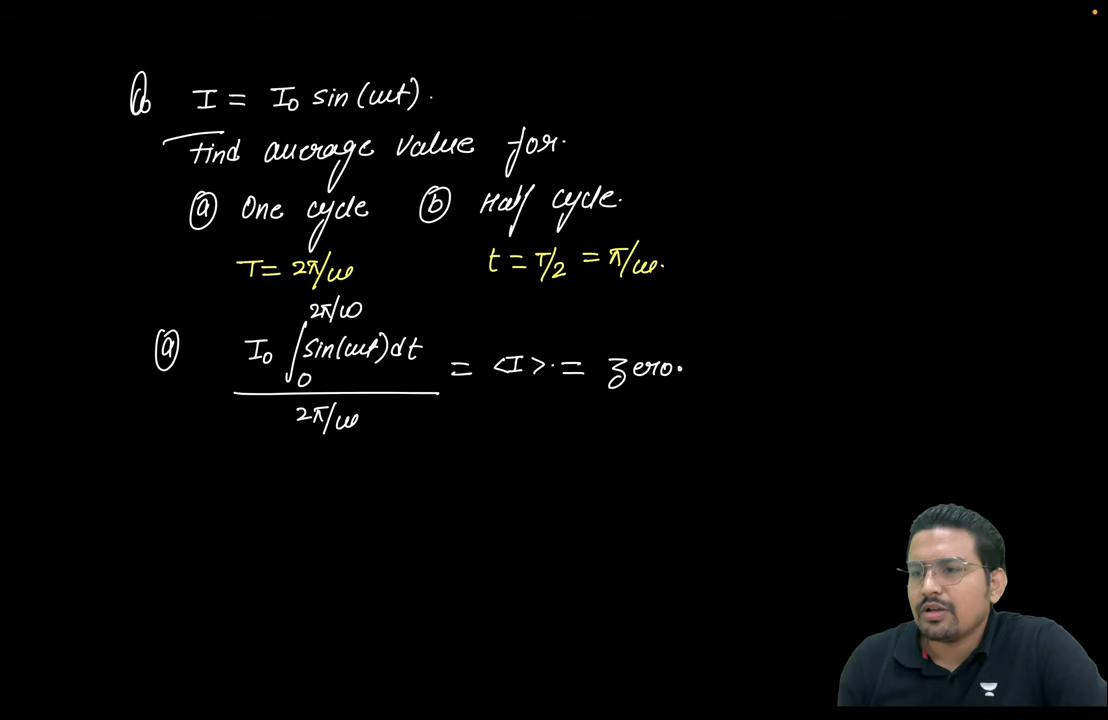 Q. I = I₀ sin(ωt).
Find average value for.
ⓐ One cycle ⓑ Half cycle.
T = 2π/ω t = T/2 = π/ω.
ⓐ I₀ ∫₀^(2π/ω) sin(ωt)dt / (2π/ω) = <I>. = zero.